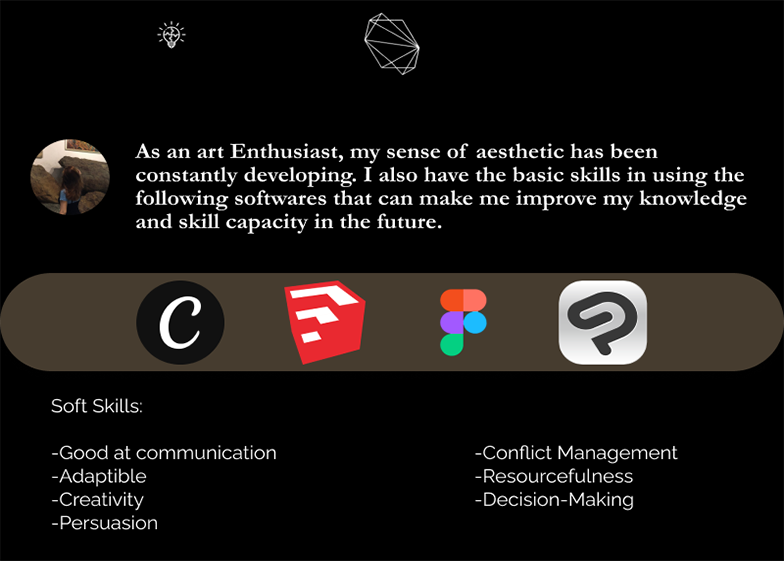 As an art Enthusiast, my sense of aesthetic has been
constantly developing. I also have the basic skills in using the
following softwares that can make me improve my knowledge
and skill capacity in the future.
C
Soft Skills:
-Good at communication
-Adaptible
-Creativity
-Persuasion
-Conflict Management
-Resourcefulness
-Decision-Making